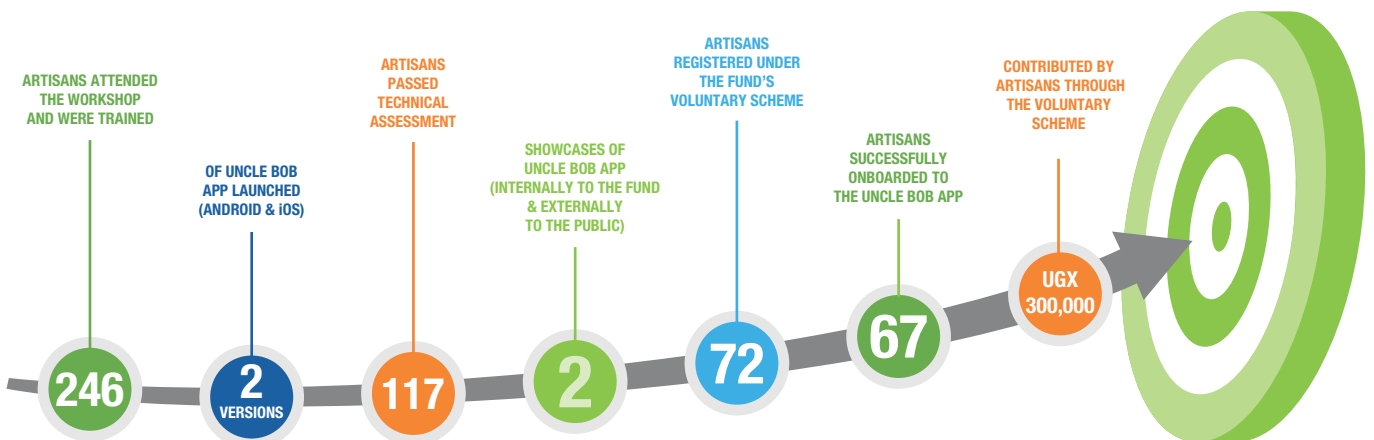 ARTISANS ATTENDED
THE WORKSHOP
AND WERE TRAINED
246
OF UNCLE BOB
APP LAUNCHED
(ANDROID & iOS)
2
VERSIONS
ARTISANS
PASSED
TECHNICAL
ASSESSMENT
117
SHOWCASES OF
UNCLE BOB APP
(INTERNALLY TO THE FUND
& EXTERNALLY
TO THE PUBLIC)
2
ARTISANS
REGISTERED UNDER
THE FUND'S
VOLUNTARY SCHEME
72
ARTISANS
SUCCESSFULLY
ONBOARDED TO
THE UNCLE BOB APP
67
CONTRIBUTED BY
ARTISANS THROUGH
THE VOLUNTARY
SCHEME
UGX
300,000